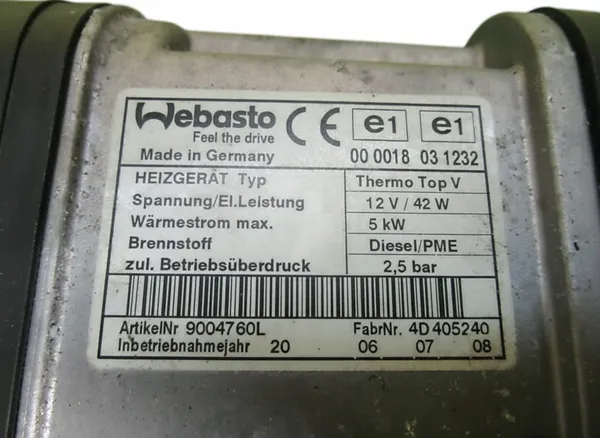 Webasto CE e1 e1
Feel the drive
Made in Germany 00 0018 03 1232
HEIZGERÄT Typ Thermo Top V
Spannung/El.Leistung 12 V / 42 W
Wärmestrom max. 5 kW
Brennstoff Diesel/PME
zul. Betriebsüberdruck 2,5 bar
ArtikelNr 9004760L FabrNr. 4D405240
Inbetriebnahmejahr 20 06 07 08